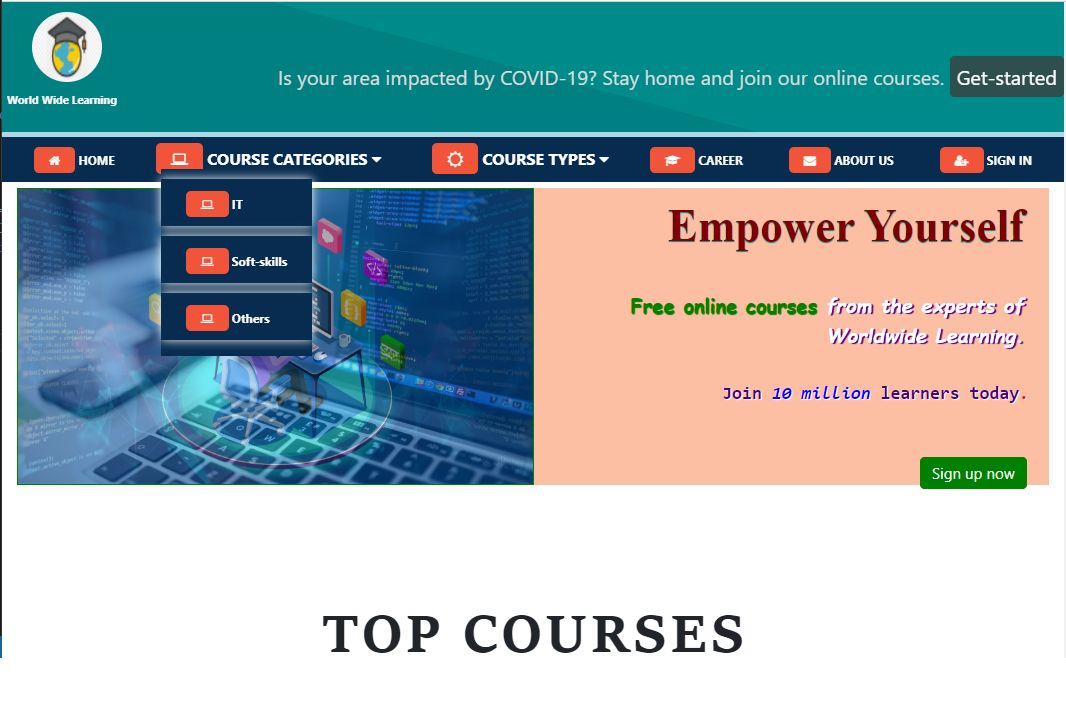 Is your area impacted by COVID-19? Stay home and join our online courses. Get-started
World Wide Learning
HOME COURSE CATEGORIES COURSE TYPES CAREER ABOUT US SIGN IN
IT
Soft-skills
Others
Empower Yourself
Free online courses from the experts of
Worldwide Learning.
Join 10 million learners today.
Sign up now
TOP COURSES